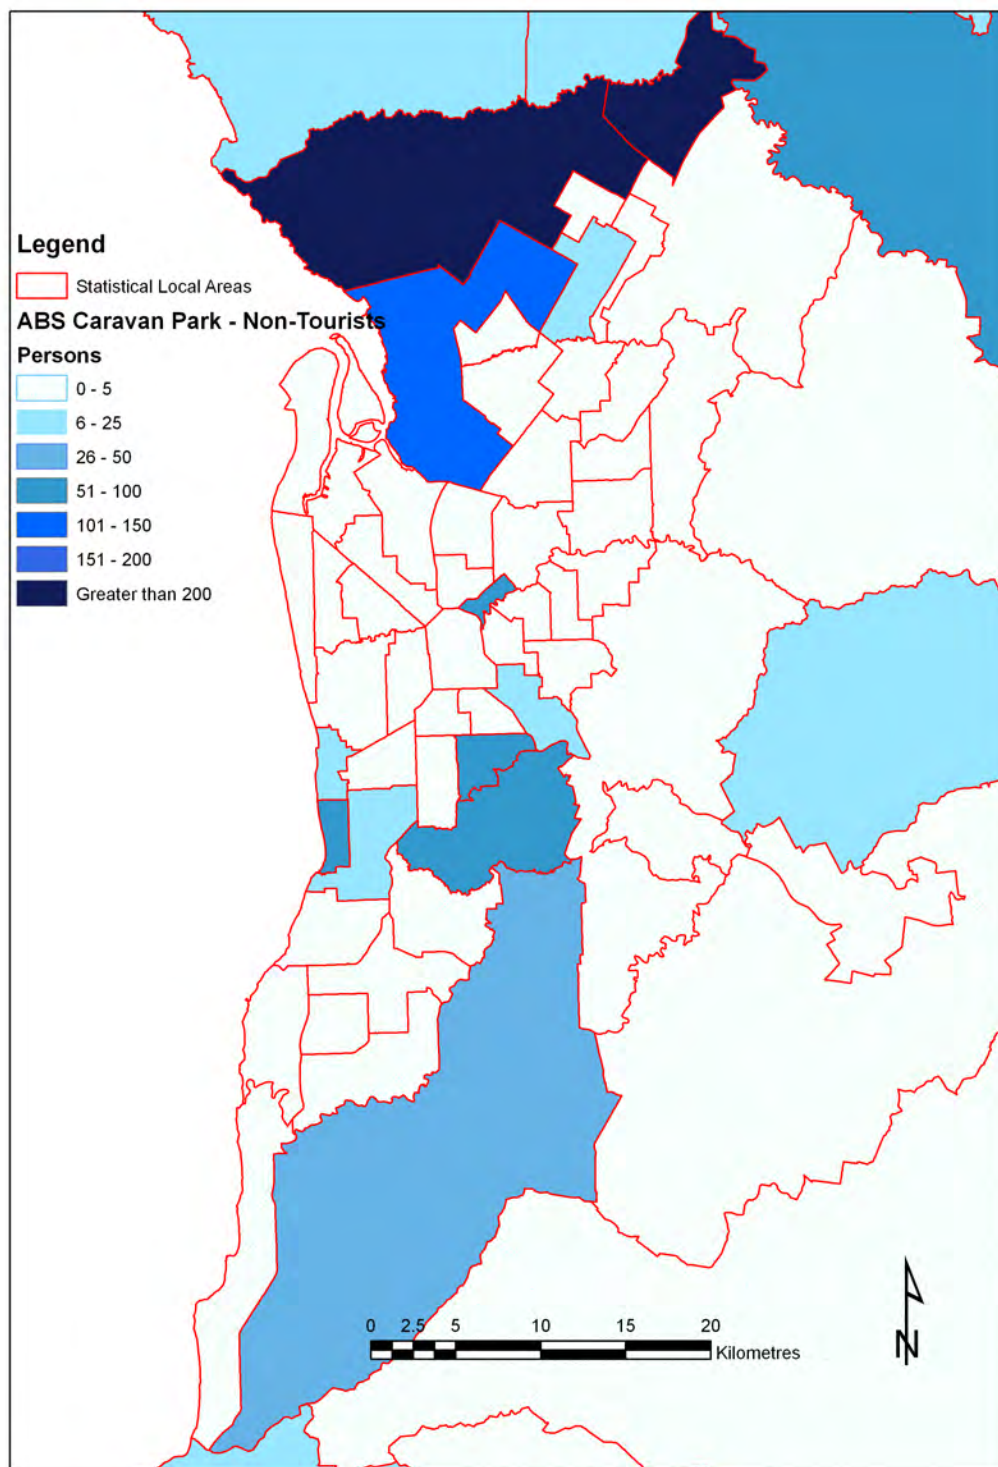 Legend
Statistical Local Areas
ABS Caravan Park - Non-Tourists
Persons
0 - 5
6 - 25
26 - 50
51 - 100
101 - 150
151 - 200
Greater than 200
0 2.5 5 10 15 20
Kilometres
N